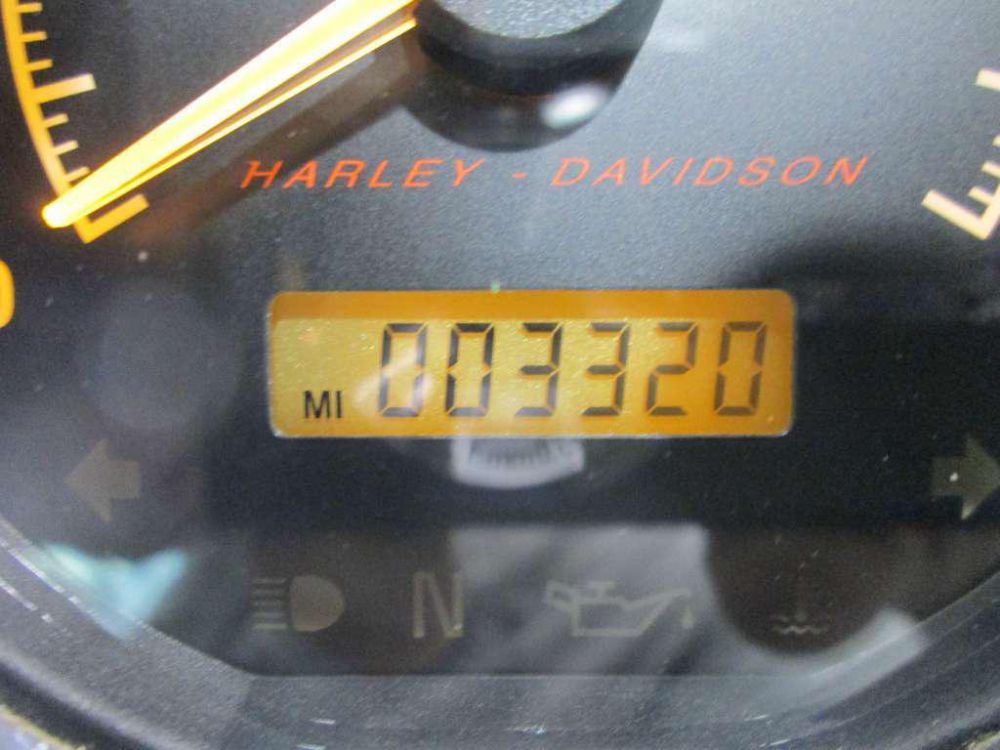 HARLEY - DAVIDSON
MI 003320
N